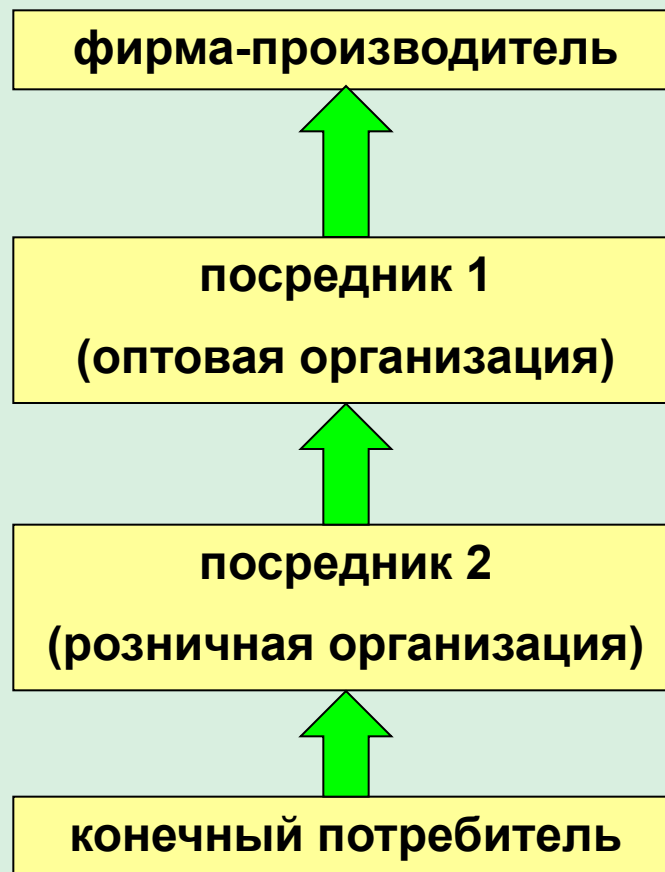 фирма-производитель
посредник 1
(оптовая организация)
посредник 2
(розничная организация)
конечный потребитель